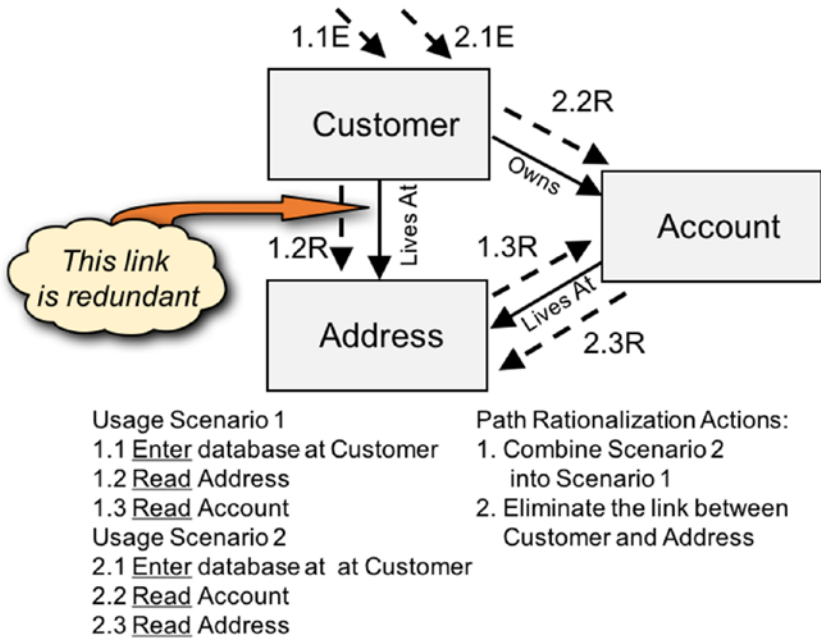 1.1E
2.1E
Customer
2.2R
Owns
Account
This link
is redundant
1.2R
Lives At
1.3R
Lives At
Address
2.3R
Usage Scenario 1
1.1 Enter database at Customer
1.2 Read Address
1.3 Read Account
Usage Scenario 2
2.1 Enter database at at Customer
2.2 Read Account
2.3 Read Address
Path Rationalization Actions:
1. Combine Scenario 2
into Scenario 1
2. Eliminate the link between
Customer and Address